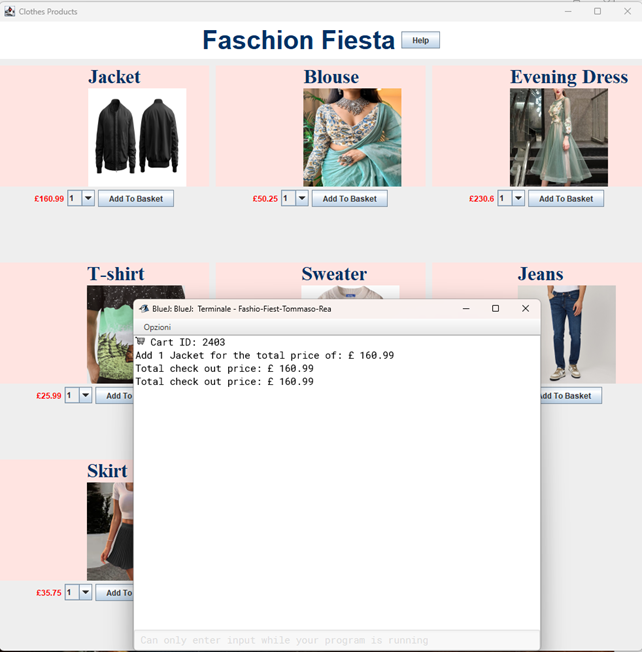 Clothes Products
Faschion Fiesta Help
Jacket Blouse Evening Dress
£160.99 1 Add To Basket £50.25 1 Add To Basket £230.6 1 Add To Basket
T-shirt Sweater Jeans
BlueJ: BlueJ: Terminale - Fashio-Fiest-Tommaso-Rea
Opzioni
Cart ID: 2403
Add 1 Jacket for the total price of: £ 160.99
Total check out price: £ 160.99
Total check out price: £ 160.99
£25.99 1 Add To dd To Basket
Skirt
£35.75 1 Add To
Can only enter input while your program is running